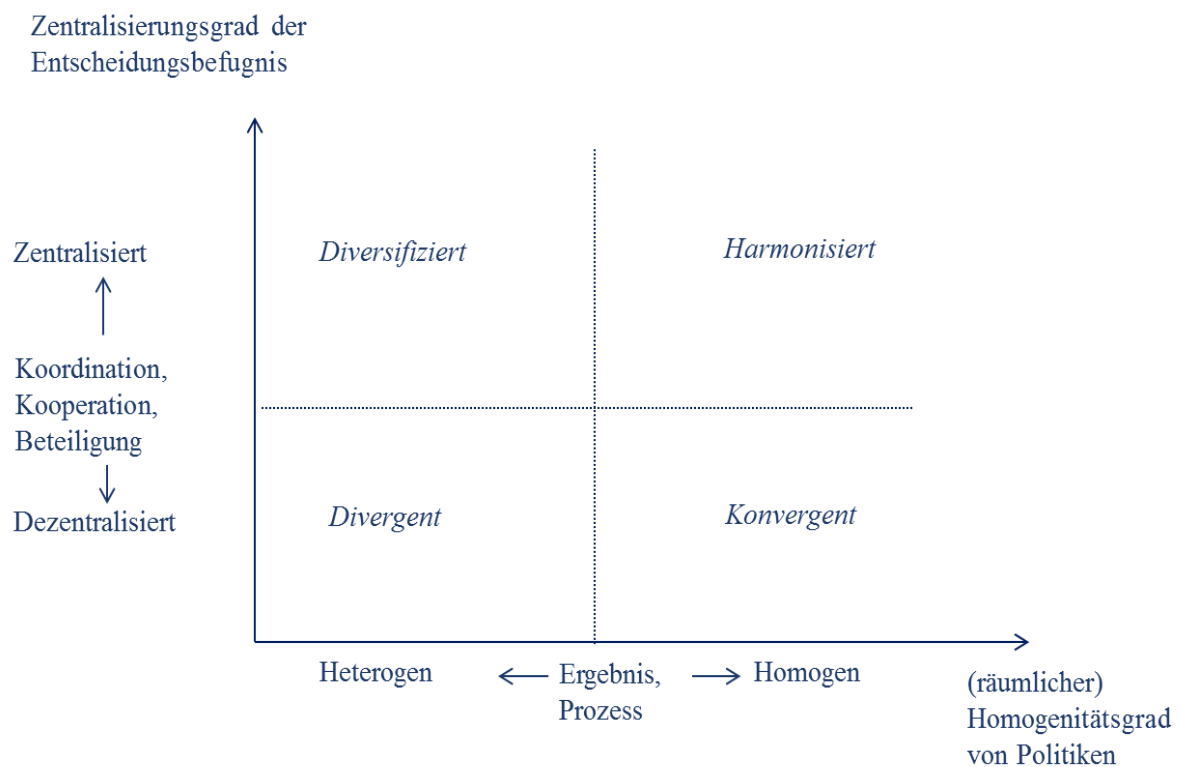 Zentralisierungsgrad der
Entscheidungsbefugnis
Zentralisiert
Diversifiziert
Harmonisiert
Koordination,
Kooperation,
Beteiligung
Dezentralisiert
Divergent
Konvergent
Heterogen
Ergebnis,
Prozess
Homogen
(räumlicher)
Homogenitätsgrad
von Politiken